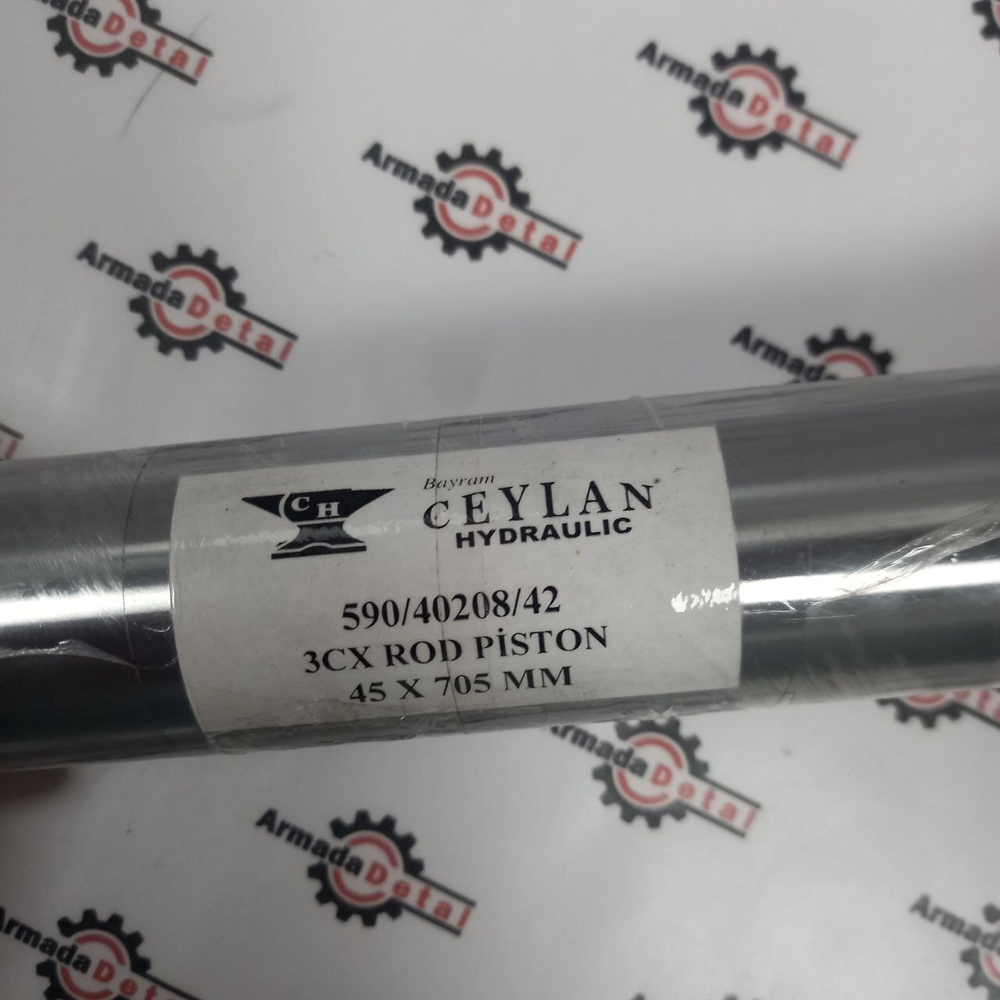 Armada Detal
Armada Detal
Armada Detal
Armada Detal
Armada
CH
Bayram
CEYLAN
HYDRAULIC
590/40208/42
3CX ROD PİSTON
45 X 705 MM
Armada Detal
Armada Detal
Armada Detal
Armada